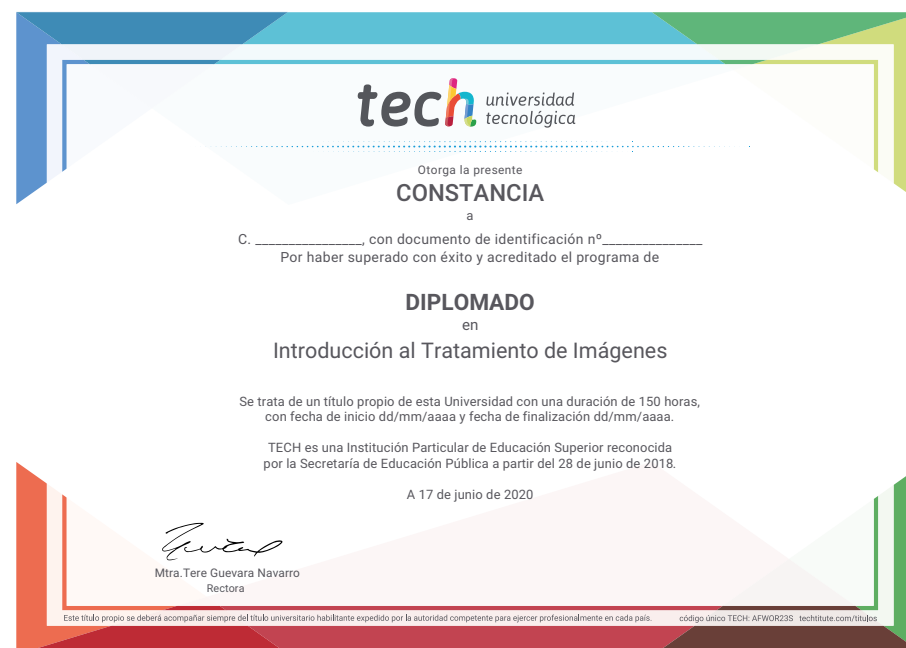 tech universidad
tecnológica
Otorga la presente
CONSTANCIA
a
C. ________________, con documento de identificación nº_______________
Por haber superado con éxito y acreditado el programa de
DIPLOMADO
en
Introducción al Tratamiento de Imágenes
Se trata de un título propio de esta Universidad con una duración de 150 horas,
con fecha de inicio dd/mm/aaaa y fecha de finalización dd/mm/aaaa.
TECH es una Institución Particular de Educación Superior reconocida
por la Secretaría de Educación Pública a partir del 28 de junio de 2018.
A 17 de junio de 2020
Mtra.Tere Guevara Navarro
Rectora
Este título propio se deberá acompañar siempre del título universitario habilitante expedido por la autoridad competente para ejercer profesionalmente en cada país. código único TECH: AFWOR23S techtitute.com/titulos